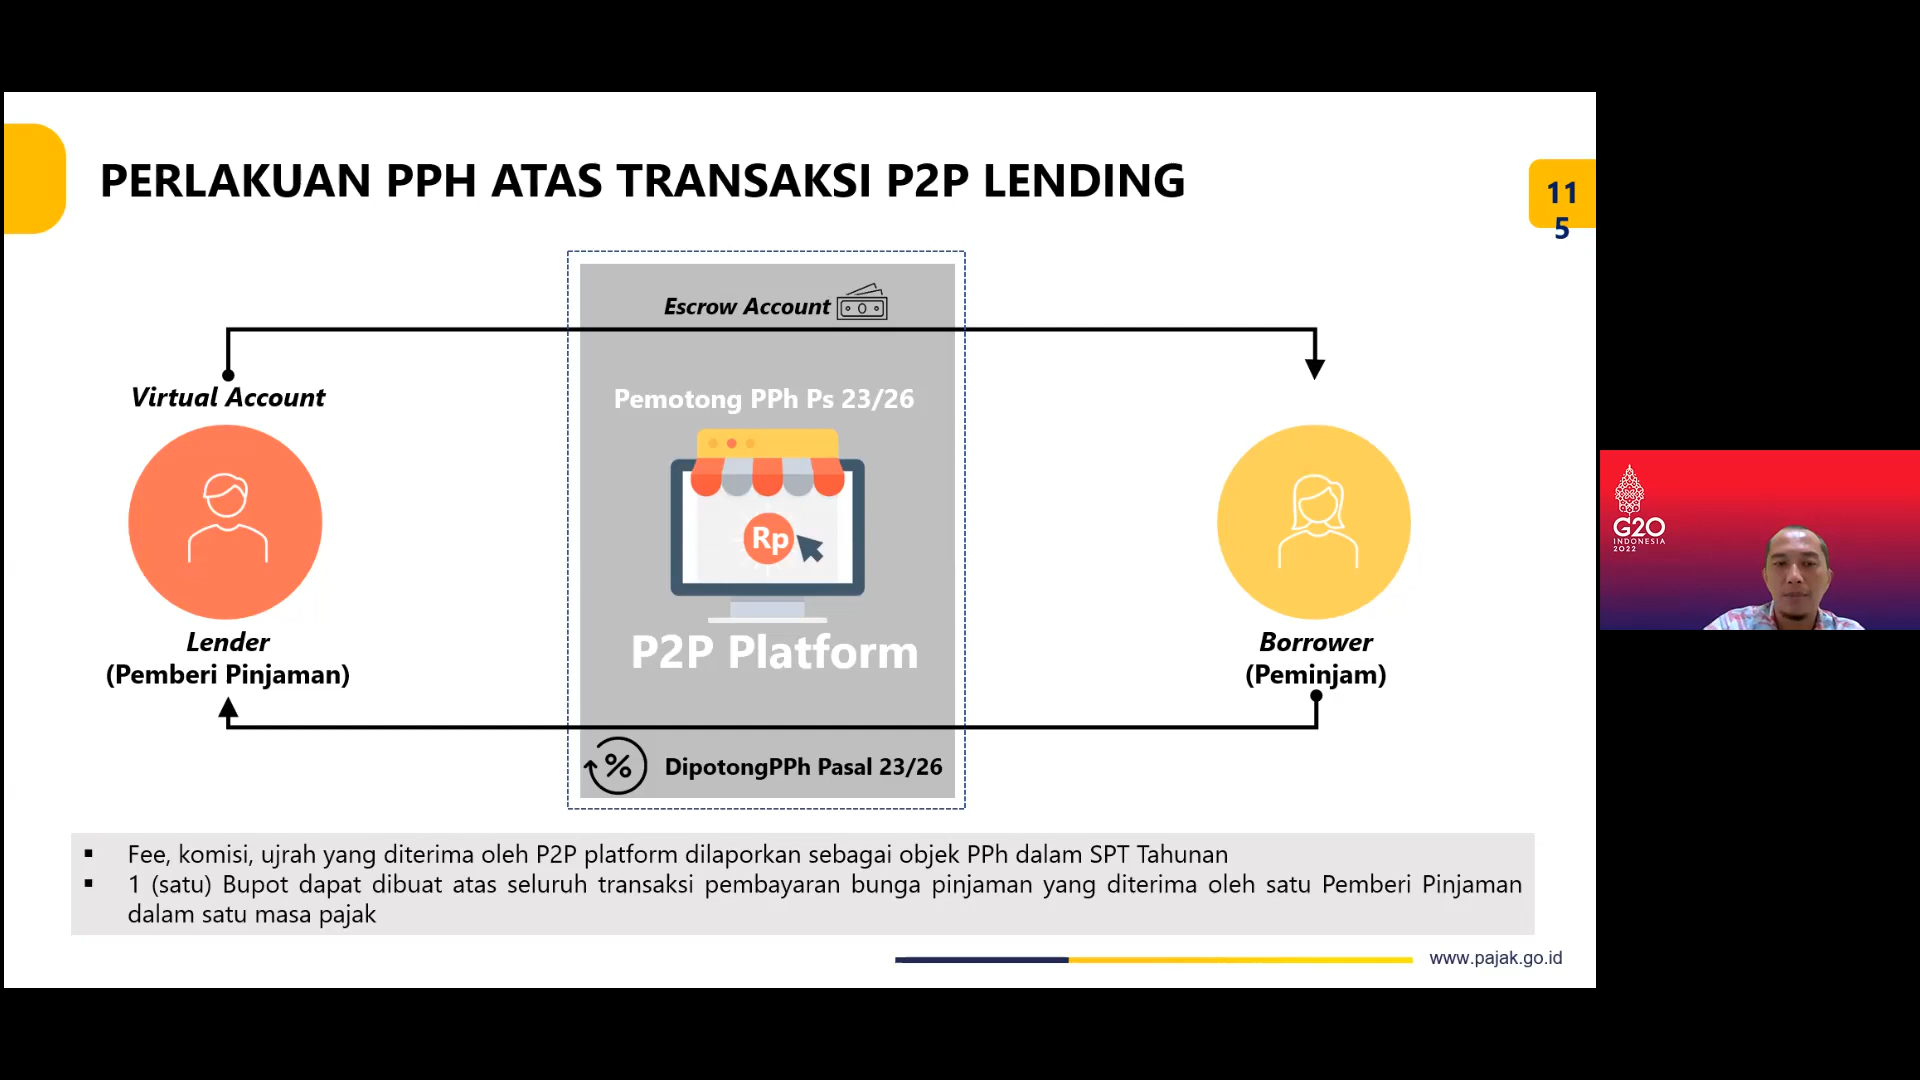 PERLAKUAN PPH ATAS TRANSAKSI P2P LENDING
11
5
Escrow Account
Virtual Account
Pemotong PPh Ps 23/26
Rp
P2P Platform
Lender
(Pemberi Pinjaman)
Borrower
(Peminjam)
% DipotongPPh Pasal 23/26
▪ Fee, komisi, ujrah yang diterima oleh P2P platform dilaporkan sebagai objek PPh dalam SPT Tahunan
▪ 1 (satu) Bupot dapat dibuat atas seluruh transaksi pembayaran bunga pinjaman yang diterima oleh satu Pemberi Pinjaman
dalam satu masa pajak
www.pajak.go.id
G20
INDONESIA
2022